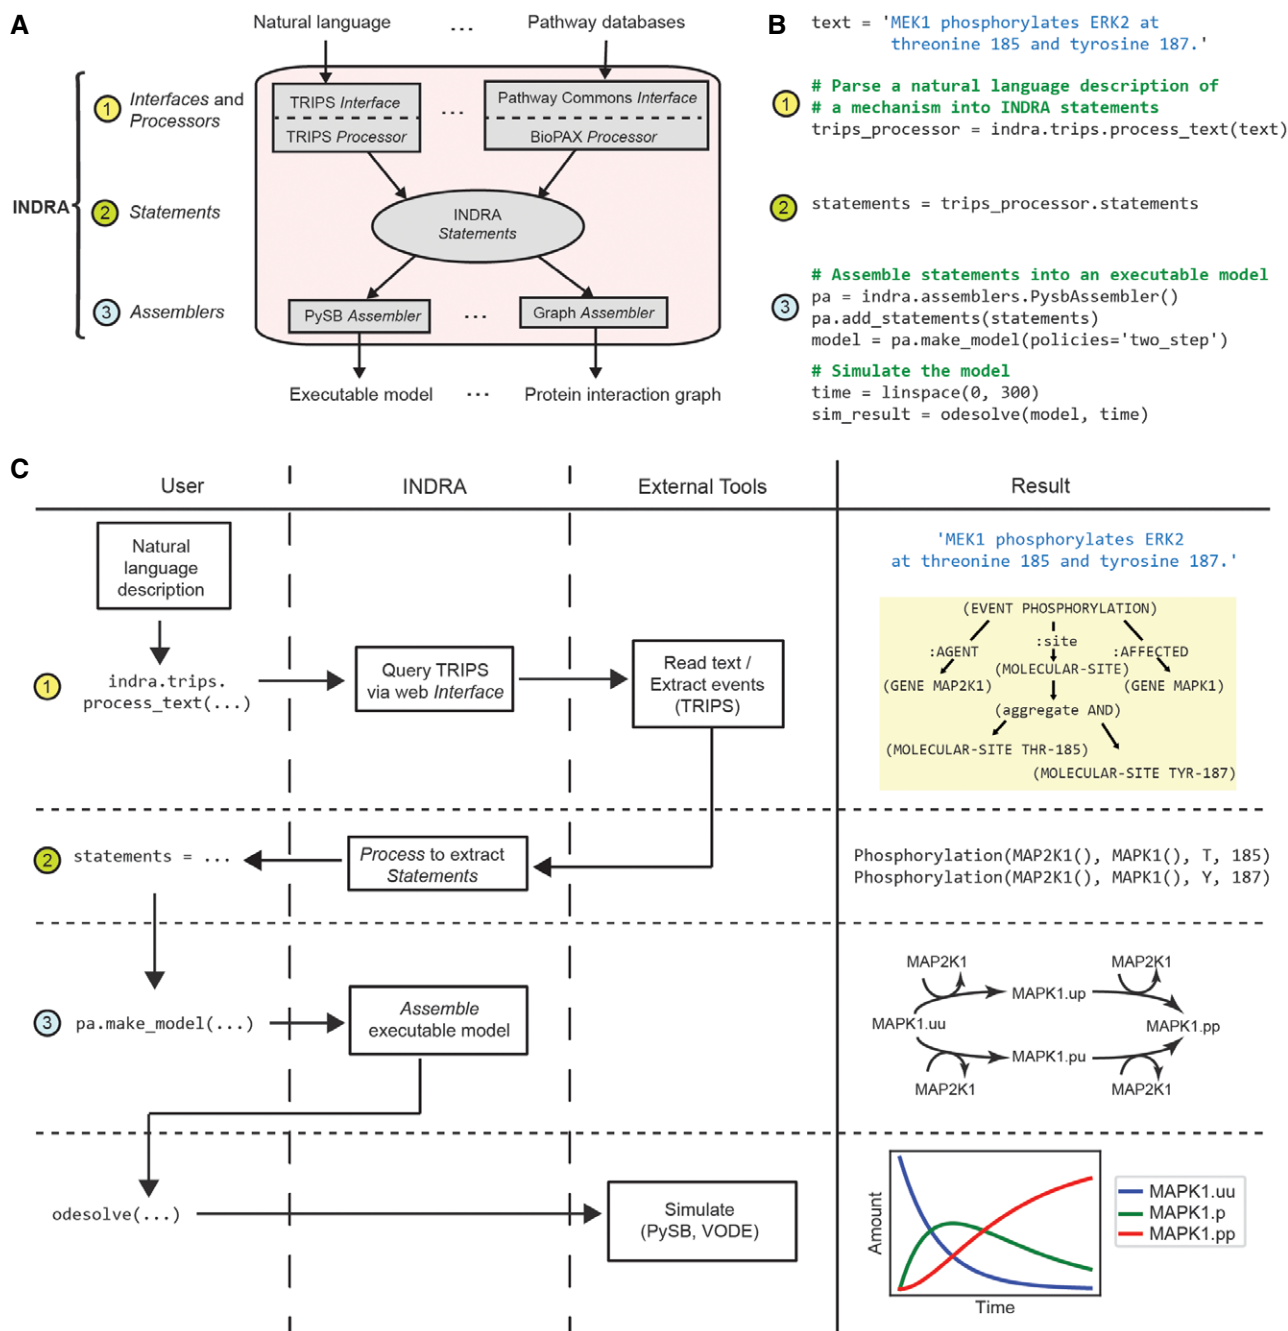 A
Natural language
...
Pathway databases
INDRA
1
Interfaces and
Processors
TRIPS Interface
TRIPS Processor
...
Pathway Commons Interface
BioPAX Processor
2
Statements
INDRA
Statements
3
Assemblers
PySB Assembler
...
Graph Assembler
Executable model
...
Protein interaction graph
B
text = 'MEK1 phosphorylates ERK2 at
threonine 185 and tyrosine 187.'
1
# Parse a natural language description of
# a mechanism into INDRA statements
trips_processor = indra.trips.process_text(text)
2
statements = trips_processor.statements
3
# Assemble statements into an executable model
pa = indra.assemblers.PysbAssembler()
pa.add_statements(statements)
model = pa.make_model(policies='two_step')
# Simulate the model
time = linspace(0, 300)
sim_result = odesolve(model, time)
C
User
INDRA
External Tools
Result
Natural
language
description
'MEK1 phosphorylates ERK2
at threonine 185 and tyrosine 187.'
1
indra.trips.
process_text(...)
Query TRIPS
via web Interface
Read text /
Extract events
(TRIPS)
(EVENT PHOSPHORYLATION)
:AGENT
:site
:AFFECTED
(GENE MAP2K1)
(MOLECULAR-SITE)
(GENE MAPK1)
(aggregate AND)
(MOLECULAR-SITE THR-185)
(MOLECULAR-SITE TYR-187)
2
statements = ...
Process to extract
Statements
Phosphorylation(MAP2K1(), MAPK1(), T, 185)
Phosphorylation(MAP2K1(), MAPK1(), Y, 187)
3
pa.make_model(...)
Assemble
executable model
MAP2K1
MAP2K1
MAPK1.up
MAPK1.uu
MAPK1.pp
MAPK1.pu
MAP2K1
MAP2K1
odesolve(...)
Simulate
(PySB, VODE)
Amount
Time
MAPK1.uu
MAPK1.p
MAPK1.pp